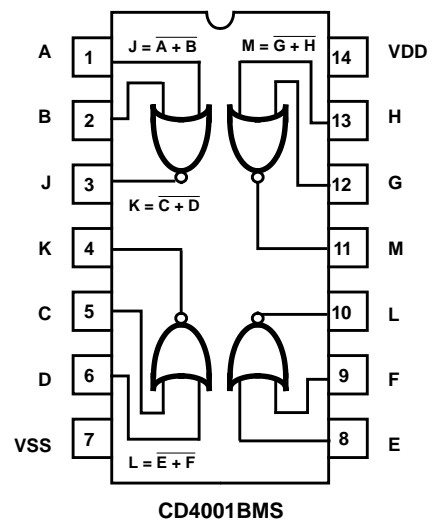 J = A + B
M = G + H
A 1
14 VDD
B 2
13 H
J 3
12 G
K = C + D
K 4
11 M
C 5
10 L
D 6
9 F
VSS 7
8 E
L = E + F
CD4001BMS